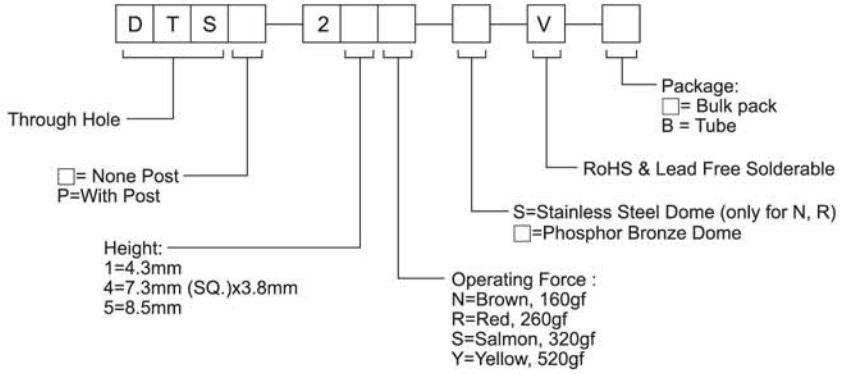 D T S □ - 2 □ □ - □ - V - □
Through Hole
□= None Post
P=With Post
Height:
1=4.3mm
4=7.3mm (SQ.)x3.8mm
5=8.5mm
Operating Force :
N=Brown, 160gf
R=Red, 260gf
S=Salmon, 320gf
Y=Yellow, 520gf
S=Stainless Steel Dome (only for N, R)
□=Phosphor Bronze Dome
RoHS & Lead Free Solderable
Package:
□= Bulk pack
B = Tube